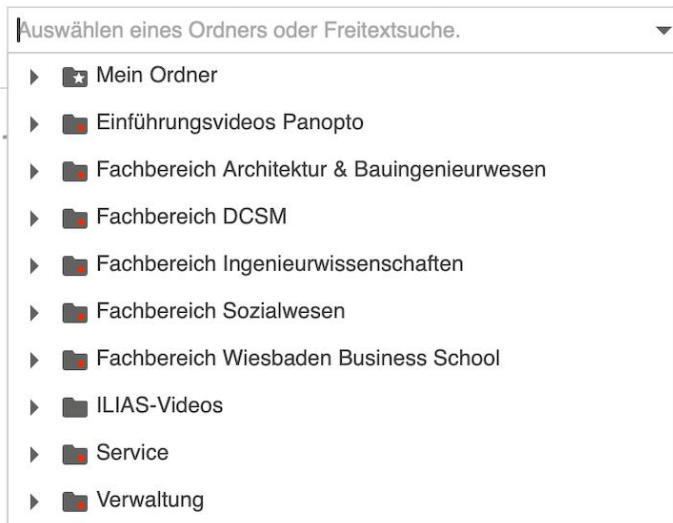 Auswählen eines Ordners oder Freitextsuche.
Mein Ordner
Einführungsvideos Panopto
Fachbereich Architektur & Bauingenieurwesen
Fachbereich DCSM
Fachbereich Ingenieurwissenschaften
Fachbereich Sozialwesen
Fachbereich Wiesbaden Business School
ILIAS-Videos
Service
Verwaltung